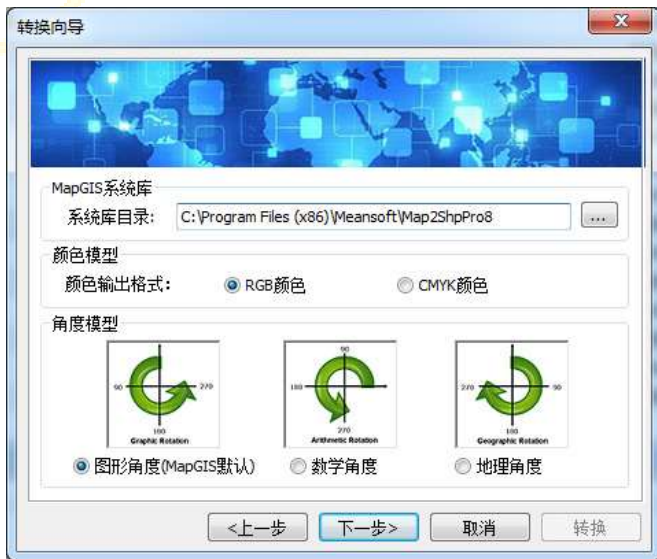 转换向导
MapGIS系统库
系统库目录: C:\Program Files (x86)\Meansoft\Map2ShpPro8 ...
颜色模型
颜色输出格式: RGB颜色 CMYK颜色
角度模型
90 270 180 Graphic Rotation
90 180 270 Arithmetic Rotation
270 90 180 Geographic Rotation
图形角度(MapGIS默认) 数学角度 地理角度
<上一步 下一步> 取消 转换